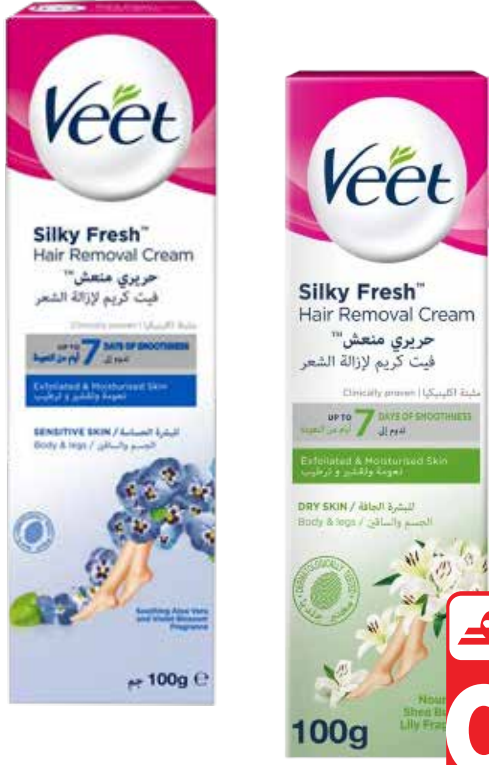 Veet
Silky Fresh™
Hair Removal Cream
حريري منعش™
فيت كريم لإزالة الشعر
Clinically proven | مثبتة اكلينيكيا
UP TO 7 DAYS OF SMOOTHNESS
تدوم إلى أيام من النعومة
Exfoliated & Moisturised Skin
نعومة وتقشير و ترطيب
SENSITIVE SKIN / للبشرة الحساسة
Body & legs / الجسم والساقين
Soothing Aloe Vera
and Violet Blossom
Fragrance
100g جم e
Veet
Silky Fresh™
Hair Removal Cream
حريري منعش™
فيت كريم لإزالة الشعر
Clinically proven | مثبتة اكلينيكيا
UP TO 7 DAYS OF SMOOTHNESS
تدوم إلى أيام من النعومة
Exfoliated & Moisturised Skin
نعومة وتقشير و ترطيب
DRY SKIN / للبشرة الجافة
Body & legs / الجسم والساقين
DERMATOLOGICALLY TESTED
Shea
Lily
100g